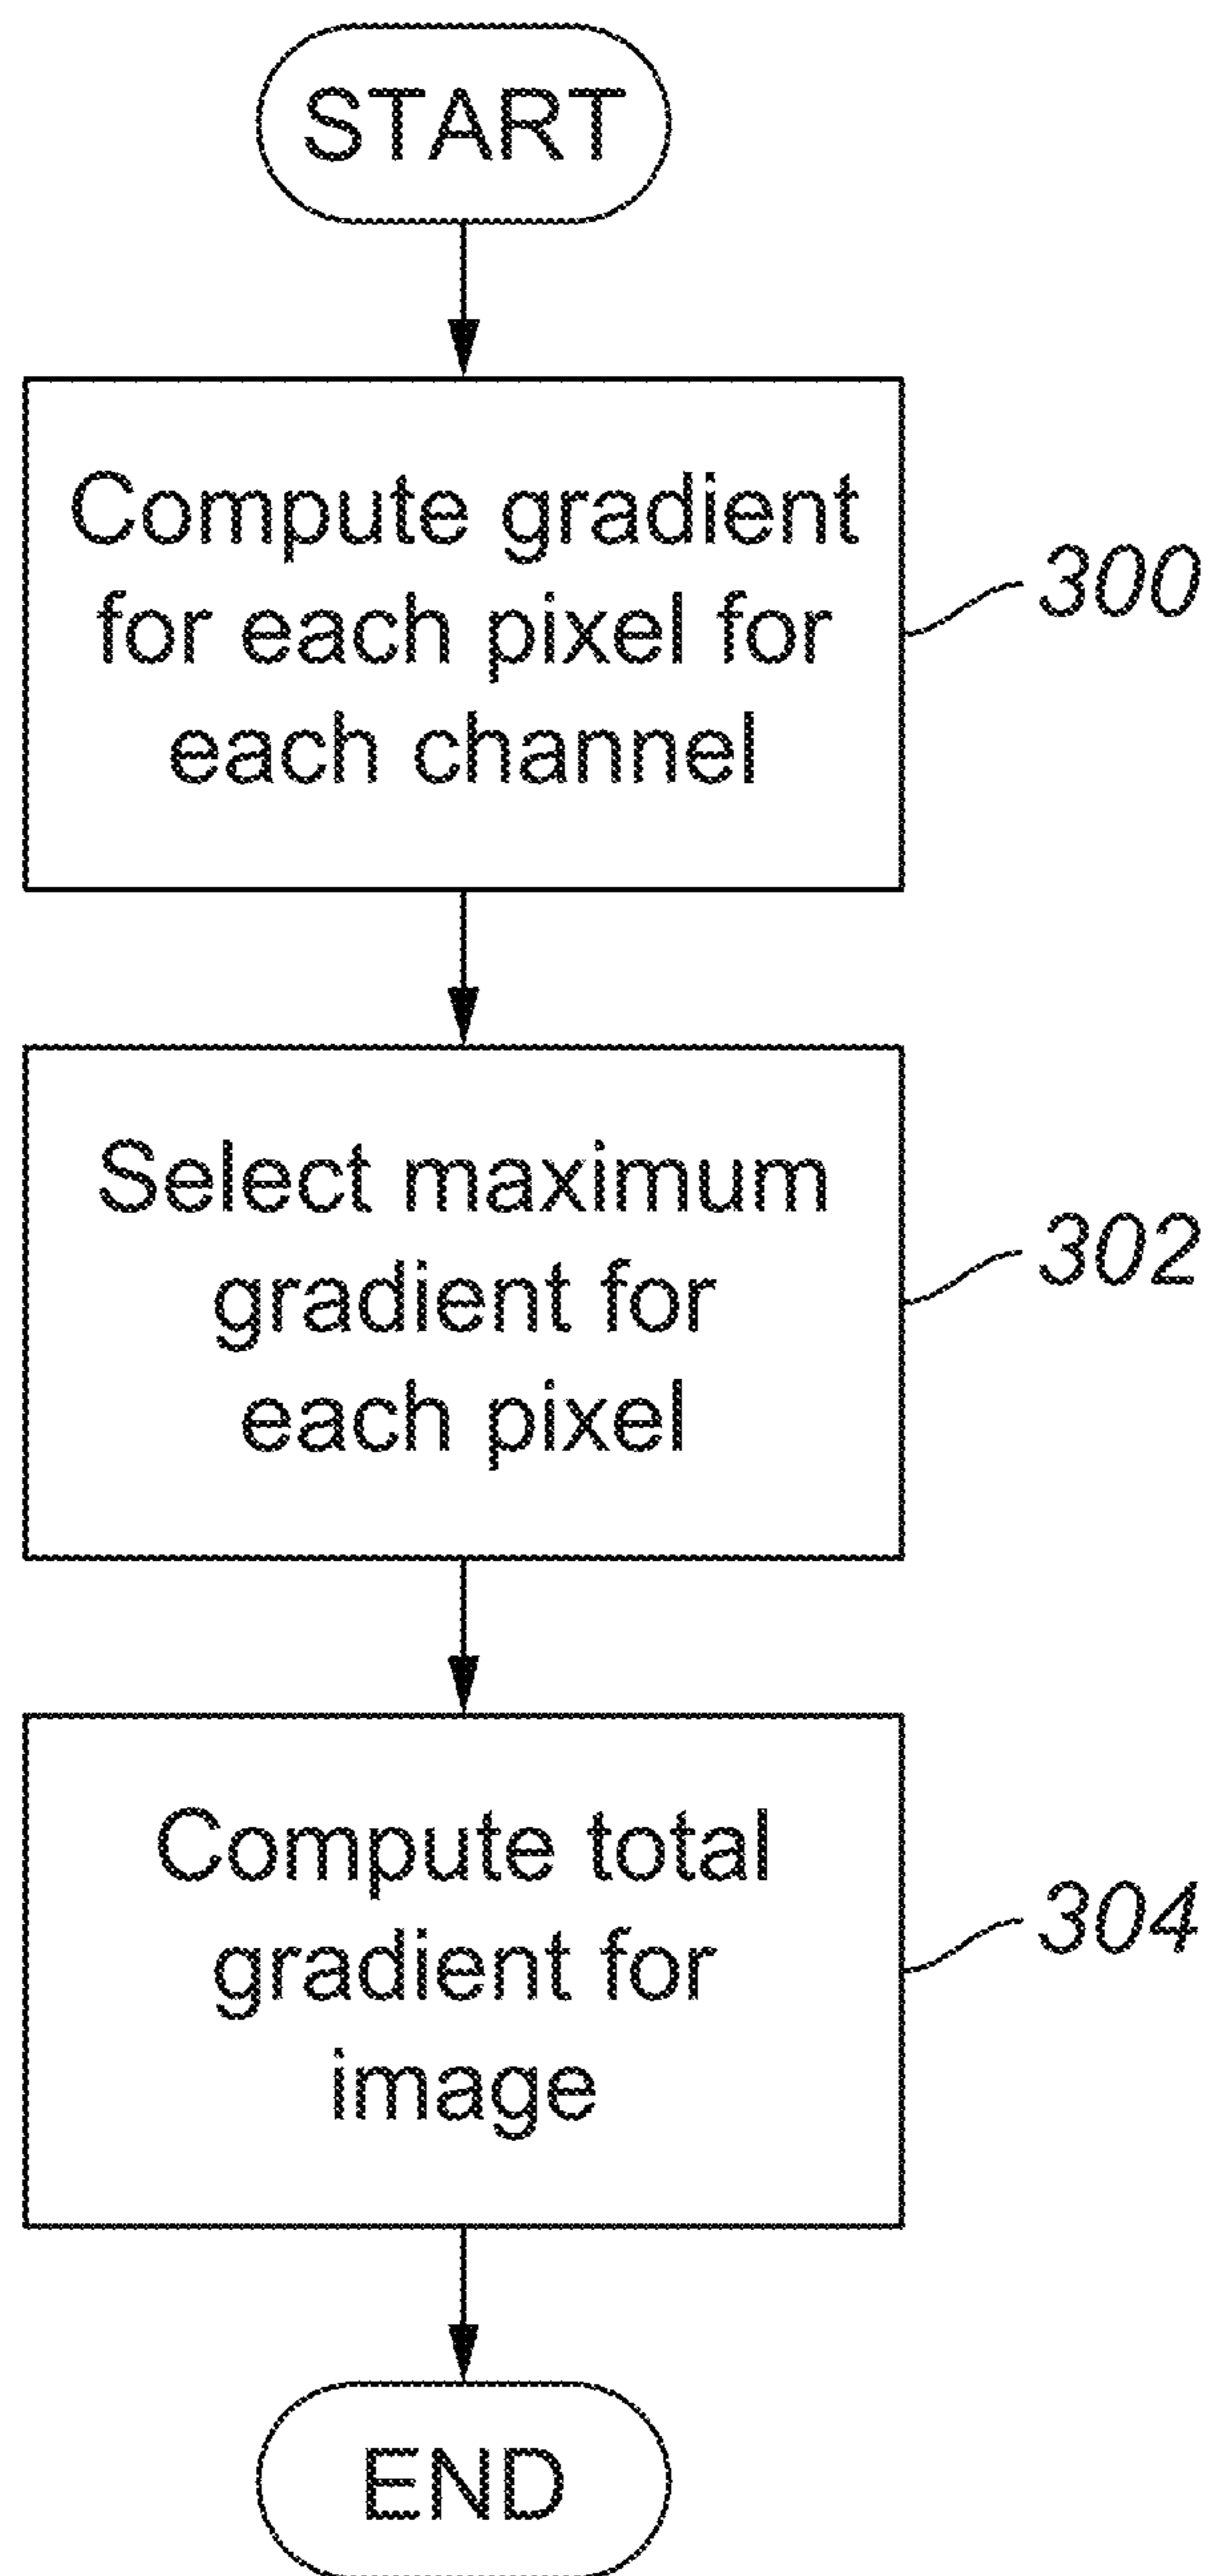 START
Compute gradient
for each pixel for
each channel
300
Select maximum
gradient for
each pixel
302
Compute total
gradient for
image
304
END